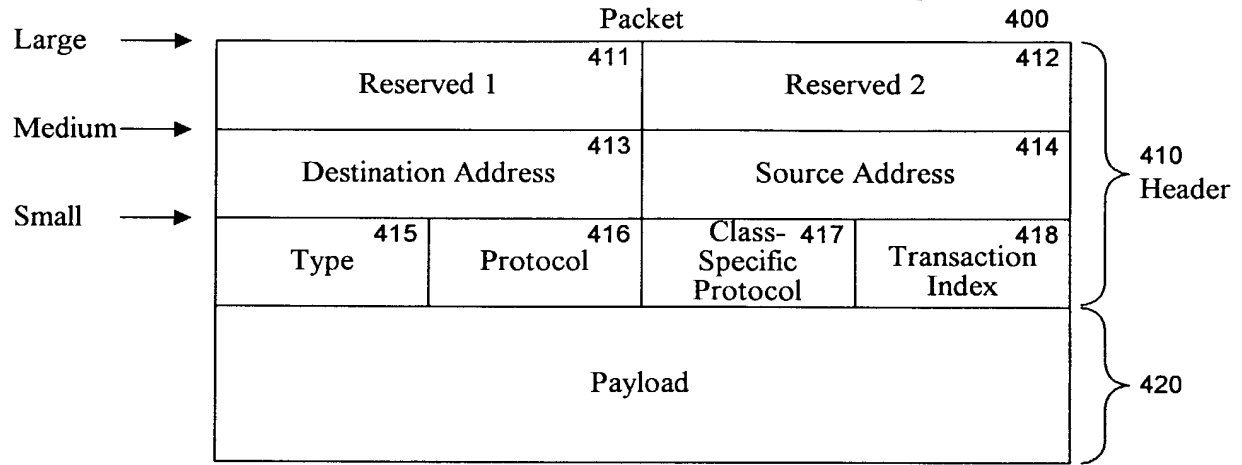 Packet 400
Large
411 412
Reserved 1 Reserved 2
Medium
413 414
Destination Address Source Address
410
Header
Small
415 416 Class- 417 418
Type Protocol Specific Transaction
Protocol Index
Payload 420